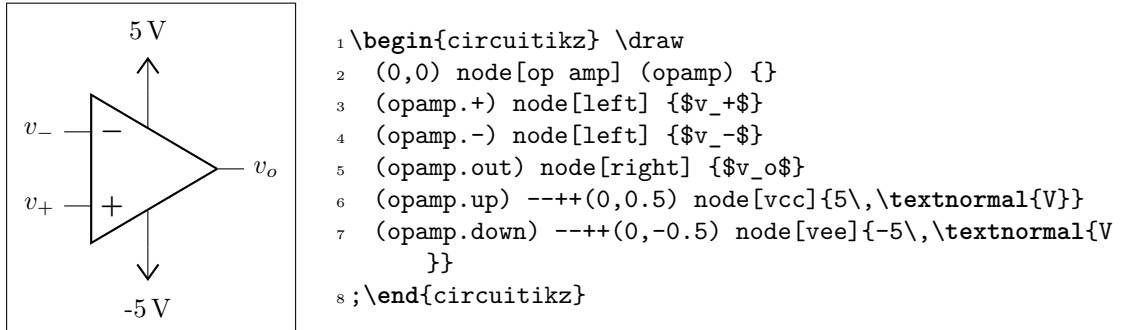 5 V
v−
−
v+
+
vo
-5 V
1 \begin{circuitikz} \draw
2 (0,0) node[op amp] (opamp) {}
3 (opamp.+) node[left] {$v_+$}
4 (opamp.-) node[left] {$v_-$}
5 (opamp.out) node[right] {$v_o$}
6 (opamp.up) --++(0,0.5) node[vcc]{5\,\textnormal{V}}
7 (opamp.down) --++(0,-0.5) node[vee]{-5\,\textnormal{V
}}
8 ;\end{circuitikz}